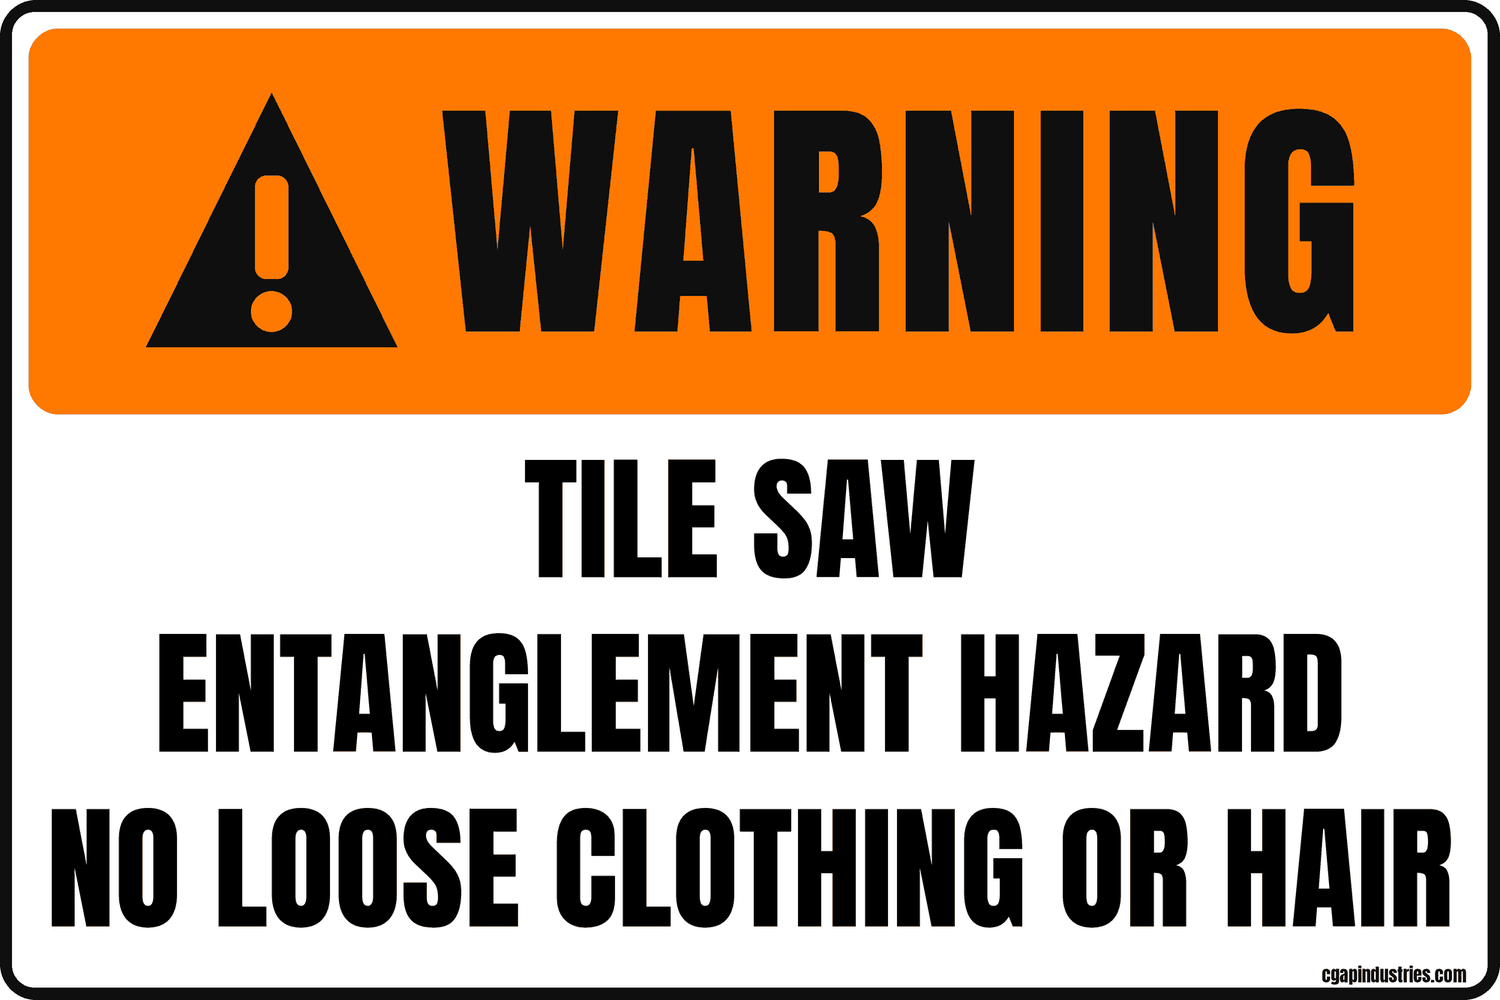 WARNING
TILE SAW
ENTANGLEMENT HAZARD
NO LOOSE CLOTHING OR HAIR
cgapindustries.com